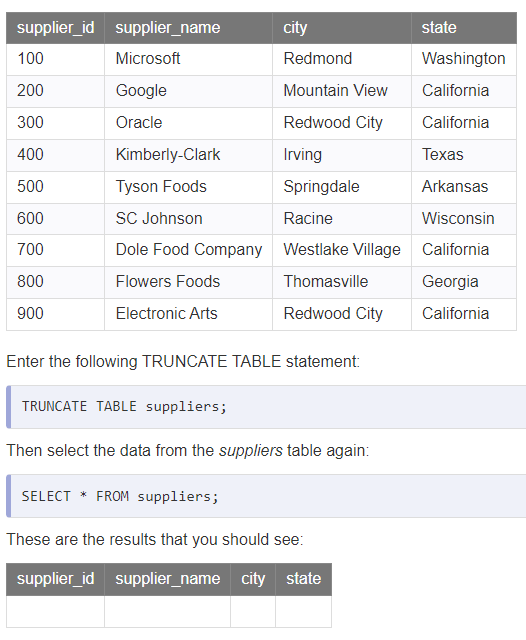 supplier_id supplier_name city state
100 Microsoft Redmond Washington
200 Google Mountain View California
300 Oracle Redwood City California
400 Kimberly-Clark Irving Texas
500 Tyson Foods Springdale Arkansas
600 SC Johnson Racine Wisconsin
700 Dole Food Company Westlake Village California
800 Flowers Foods Thomasville Georgia
900 Electronic Arts Redwood City California
Enter the following TRUNCATE TABLE statement:
TRUNCATE TABLE suppliers;
Then select the data from the suppliers table again:
SELECT * FROM suppliers;
These are the results that you should see:
supplier_id supplier_name city state